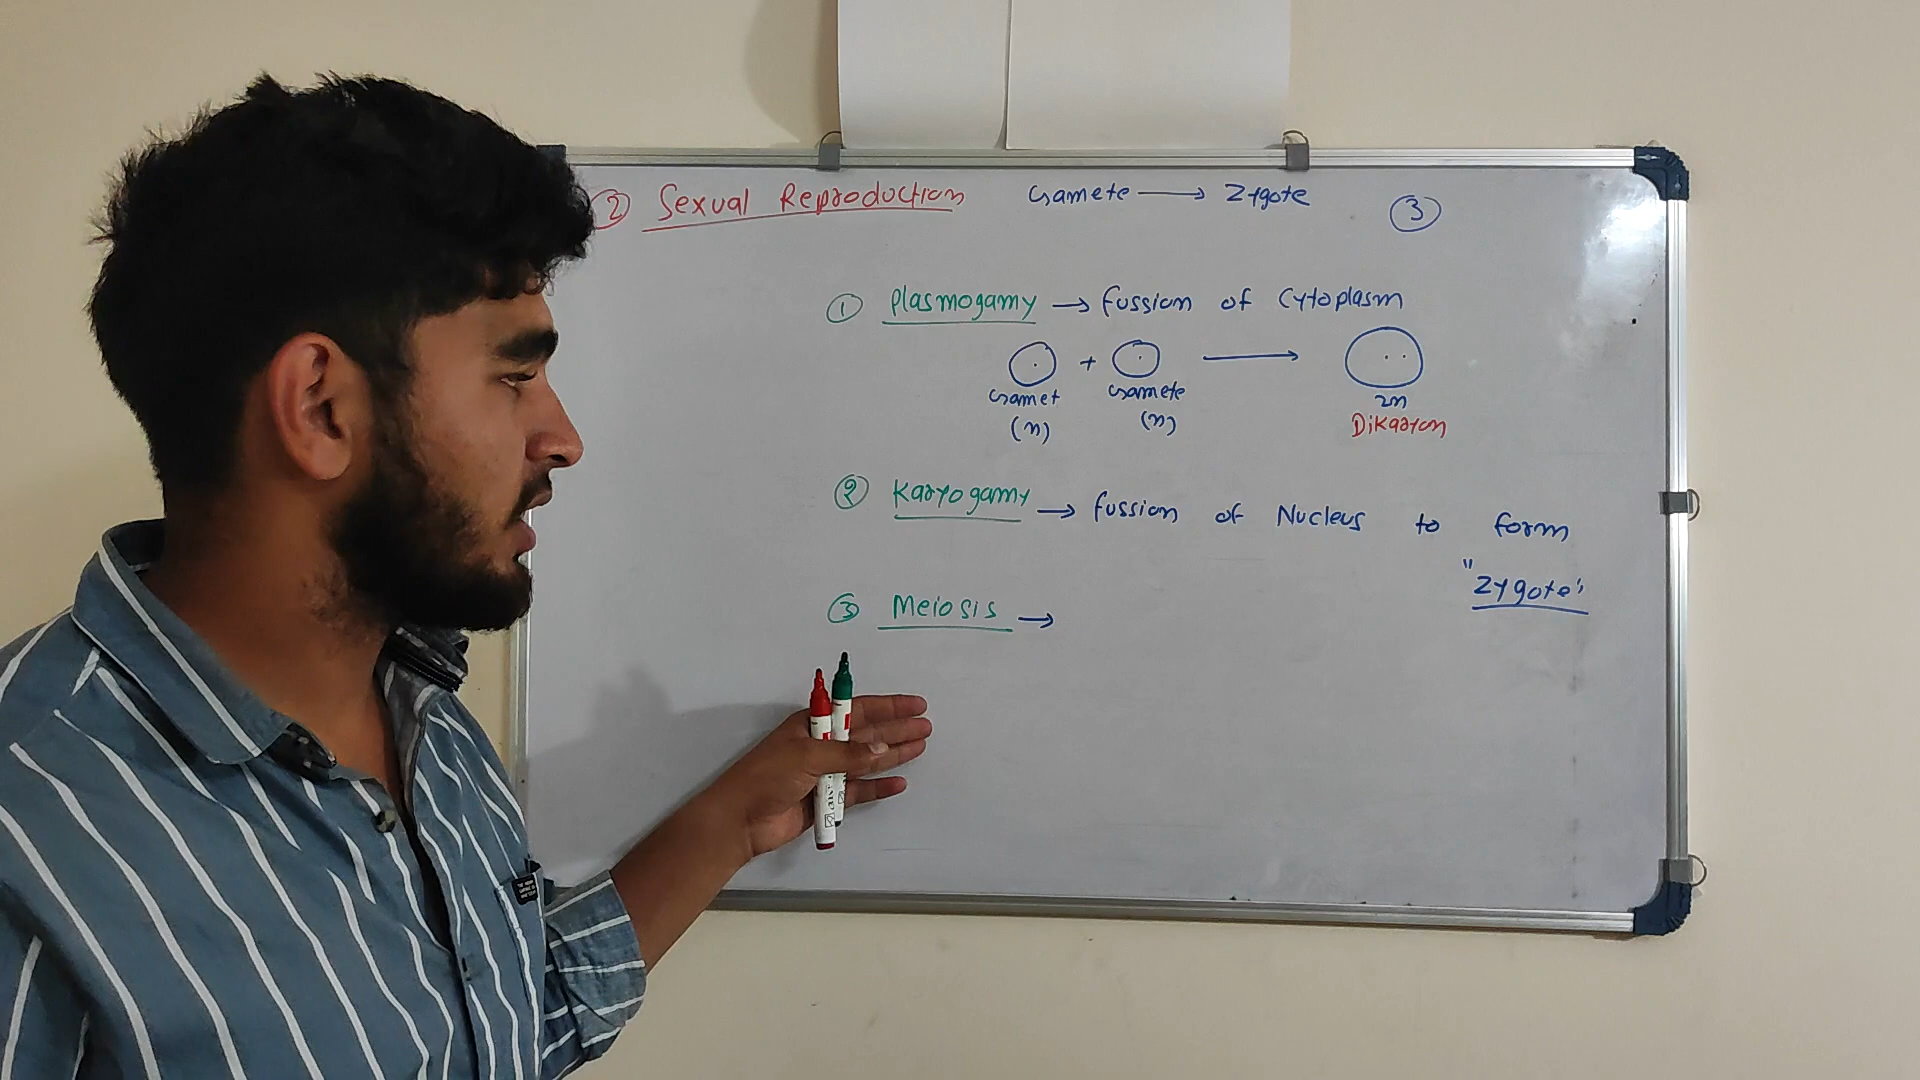 ② Sexual Reproduction Gamete → Zygote ③
① Plasmogamy → fussion of Cytoplasm
+ →
Gamet Gamete 2n
(n) (n) Dikaryon
② Karyogamy → fussion of Nucleus to form
"Zygote"
③ Meiosis →